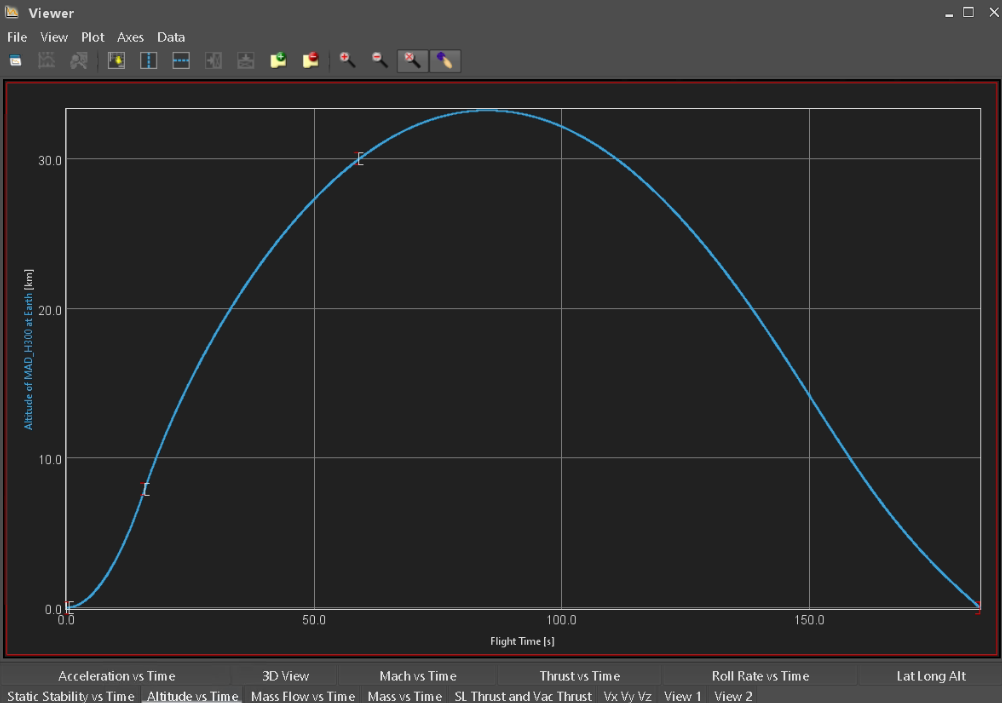 Viewer
File View Plot Axes Data
30.0
20.0
10.0
0.0
Altitude of MAD_H300 at Earth [km]
0.0 50.0 100.0 150.0
Flight Time [s]
Acceleration vs Time 3D View Mach vs Time Thrust vs Time Roll Rate vs Time Lat Long Alt
Static Stability vs Time Altitude vs Time Mass Flow vs Time Mass vs Time SL Thrust and Vac Thrust Vx Vy Vz View 1 View 2